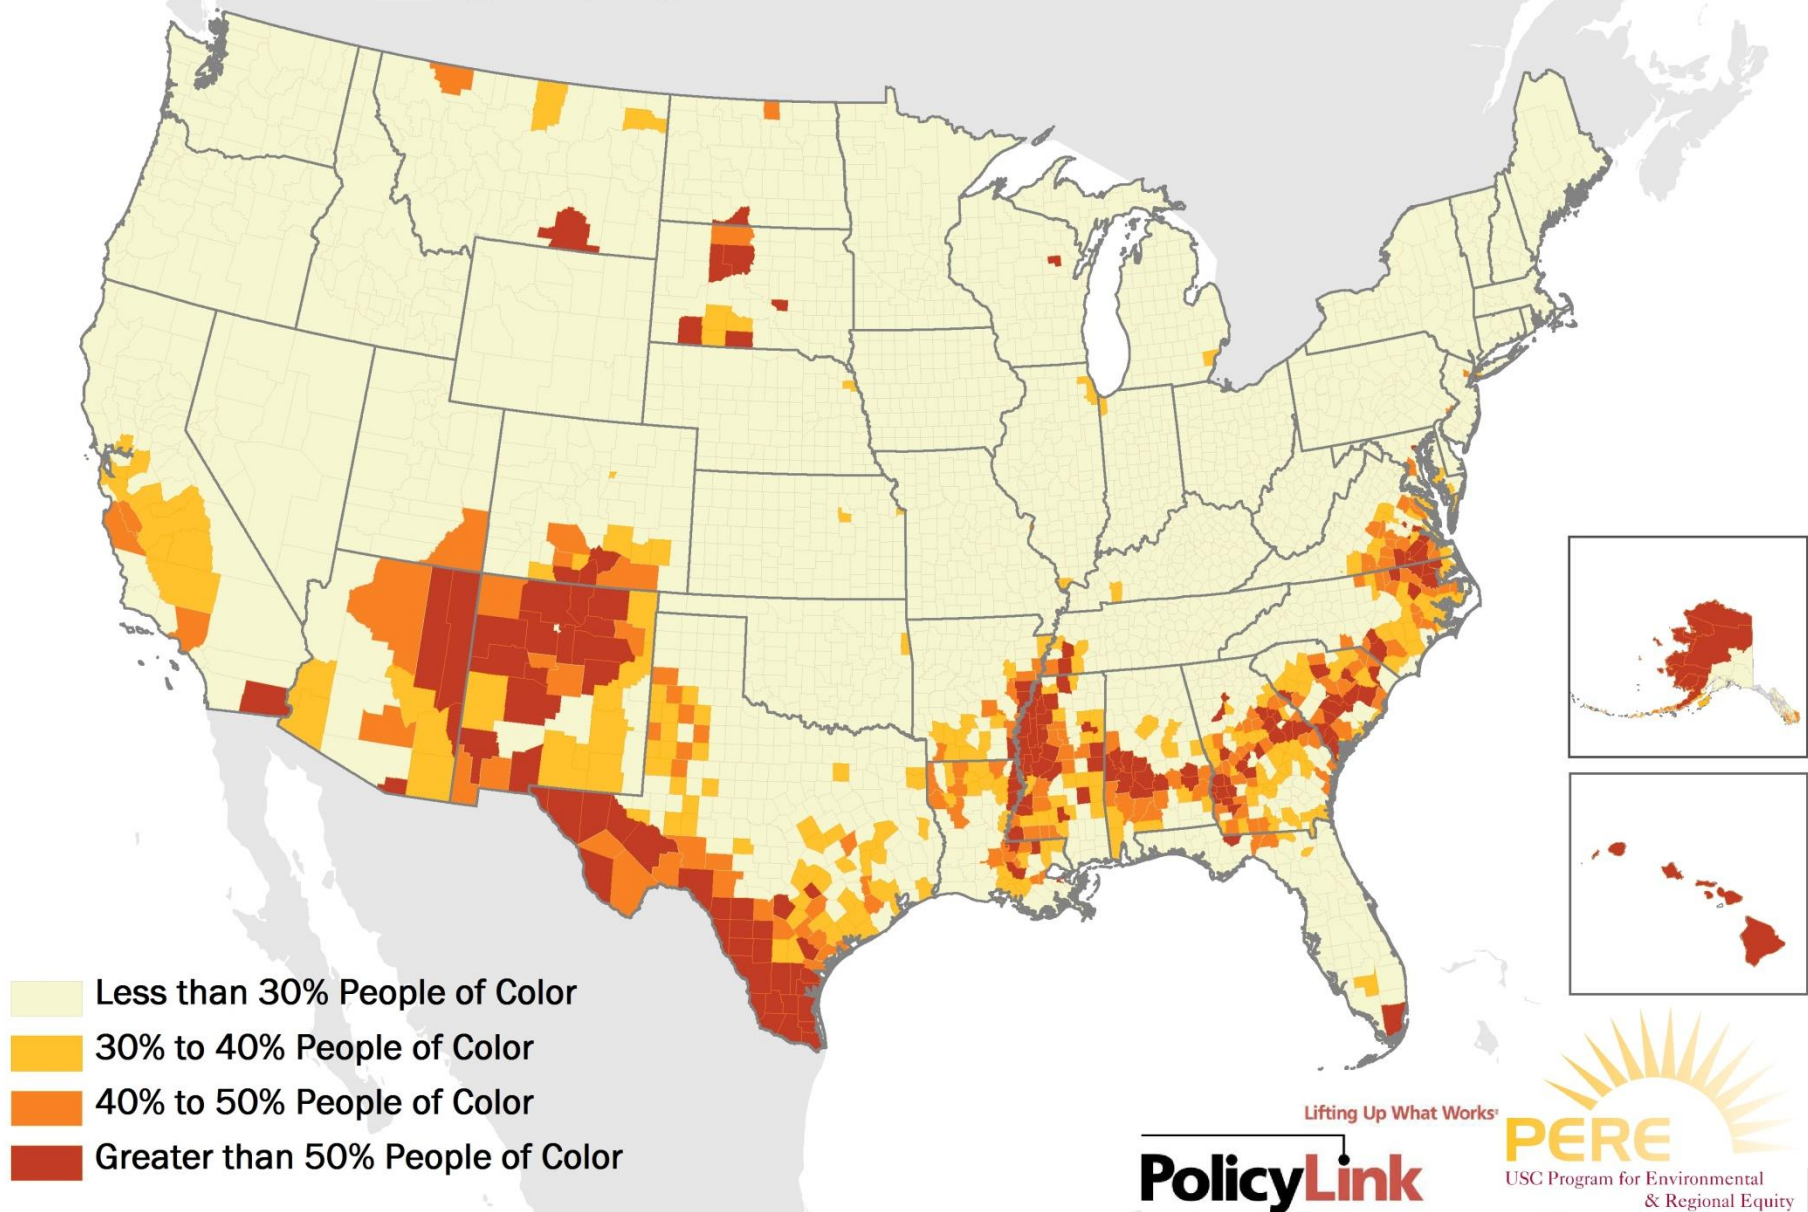 Less than 30% People of Color
30% to 40% People of Color
40% to 50% People of Color
Greater than 50% People of Color
Lifting Up What Works
PolicyLink
PERE
USC Program for Environmental
& Regional Equity